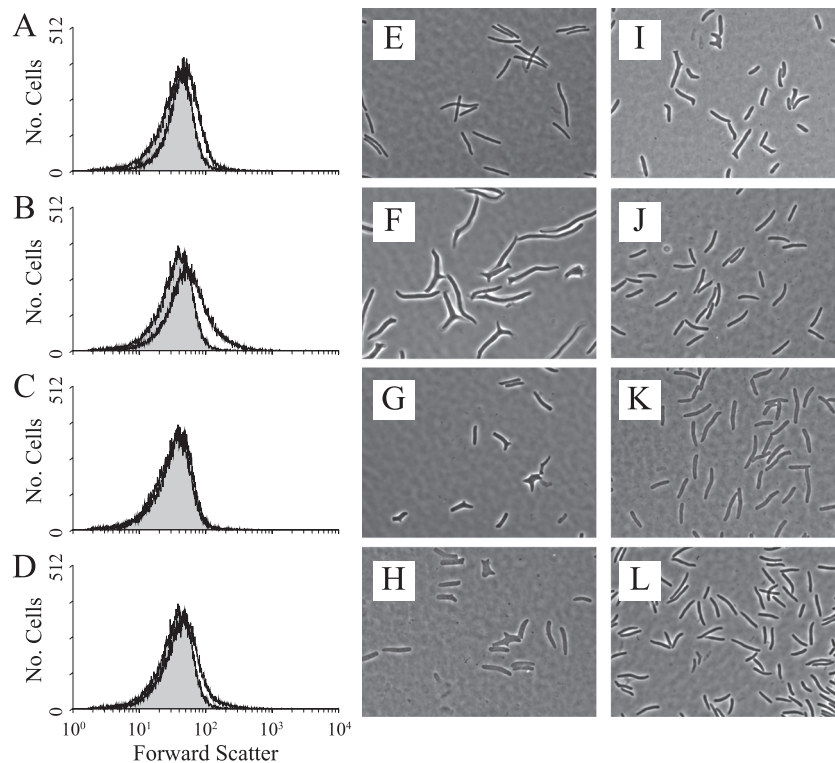 A
512
No. Cells
0
B
512
No. Cells
0
C
512
No. Cells
0
D
512
No. Cells
0
10⁰ 10¹ 10² 10³ 10⁴
Forward Scatter
E
I
F
J
G
K
H
L